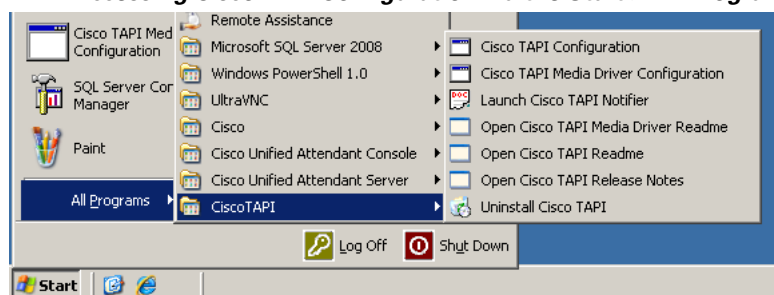 Cisco TAPI Med
Configuration
SQL Server Cor
Manager
Paint
All Programs
Remote Assistance
Microsoft SQL Server 2008
Windows PowerShell 1.0
UltraVNC
Cisco
Cisco Unified Attendant Console
Cisco Unified Attendant Server
CiscoTAPI
Cisco TAPI Configuration
Cisco TAPI Media Driver Configuration
Launch Cisco TAPI Notifier
Open Cisco TAPI Media Driver Readme
Open Cisco TAPI Readme
Open Cisco TAPI Release Notes
Uninstall Cisco TAPI
Log Off
Shut Down
Start